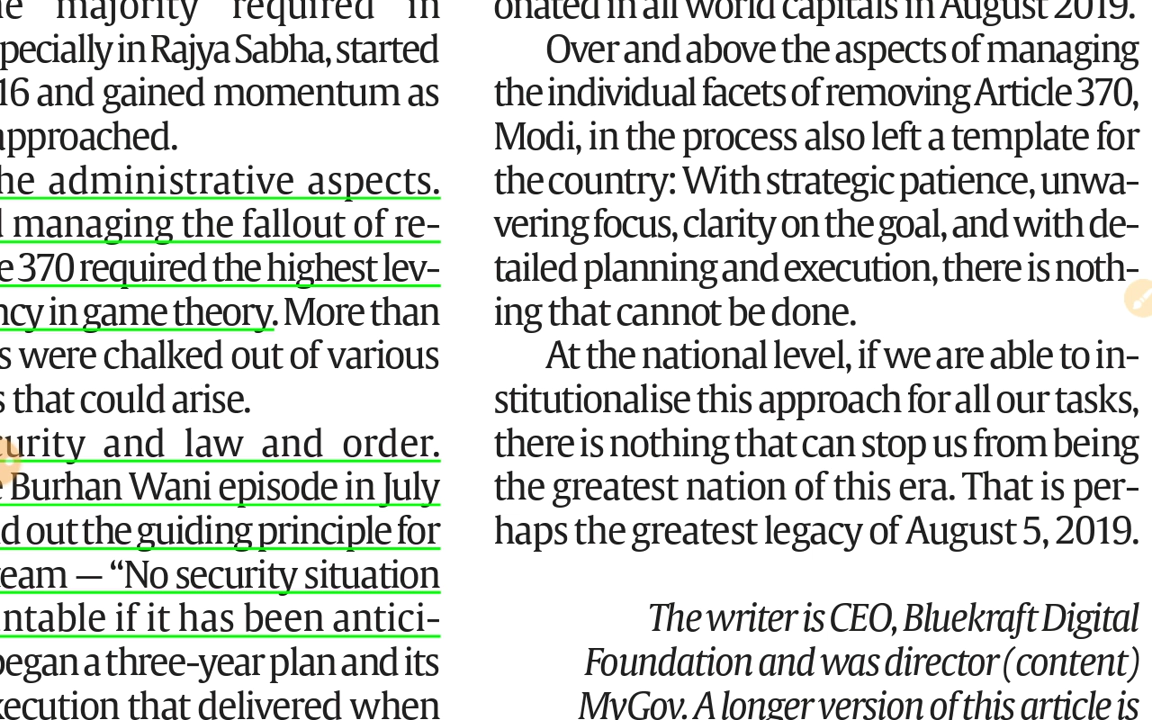 majority required in
pecially in Rajya Sabha, started
16 and gained momentum as
approached.
he administrative aspects.
managing the fallout of re-
370 required the highest lev-
ncy in game theory. More than
s were chalked out of various
s that could arise.
urity and law and order.
Burhan Wani episode in July
d out the guiding principle for
team — “No security situation
ntable if it has been antici-
began a three-year plan and its
xecution that delivered when
onated in all world capitals in August 2019.
Over and above the aspects of managing
the individual facets of removing Article 370,
Modi, in the process also left a template for
the country: With strategic patience, unwa-
vering focus, clarity on the goal, and with de-
tailed planning and execution, there is noth-
ing that cannot be done.
At the national level, if we are able to in-
stitutionalise this approach for all our tasks,
there is nothing that can stop us from being
the greatest nation of this era. That is per-
haps the greatest legacy of August 5, 2019.
The writer is CEO, Bluekraft Digital
Foundation and was director (content)
MyGov. A longer version of this article is